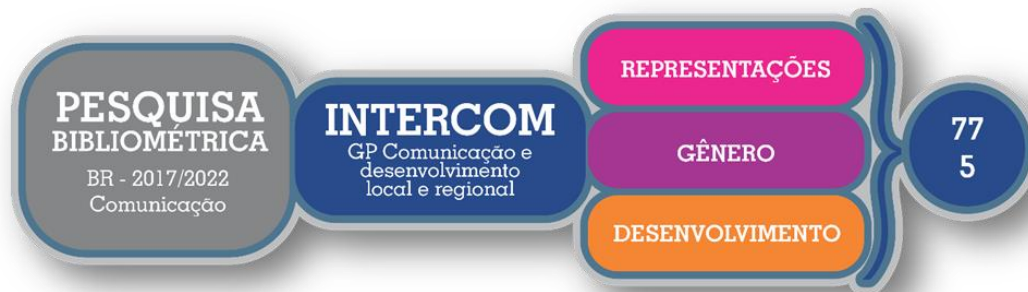 PESQUISA
BIBLIOMÉTRICA
BR - 2017/2022
Comunicação
INTERCOM
GP Comunicação e
desenvolvimento
local e regional
REPRESENTAÇÕES
GÊNERO
DESENVOLVIMENTO
77
5